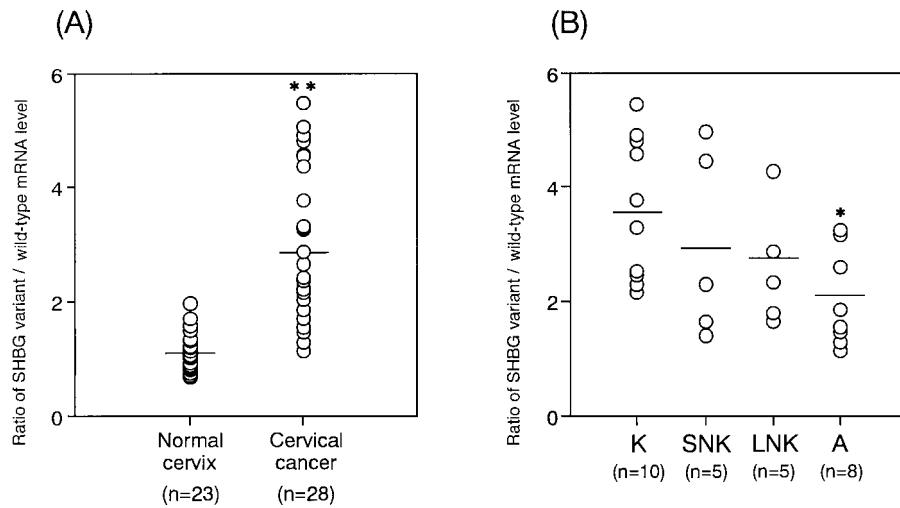 (A)
Ratio of SHBG variant / wild-type mRNA level
6
4
2
0
* *
Normal cervix
(n=23)
Cervical cancer
(n=28)
(B)
Ratio of SHBG variant / wild-type mRNA level
6
4
2
0
*
K
SNK
LNK
A
(n=10)
(n=5)
(n=5)
(n=8)